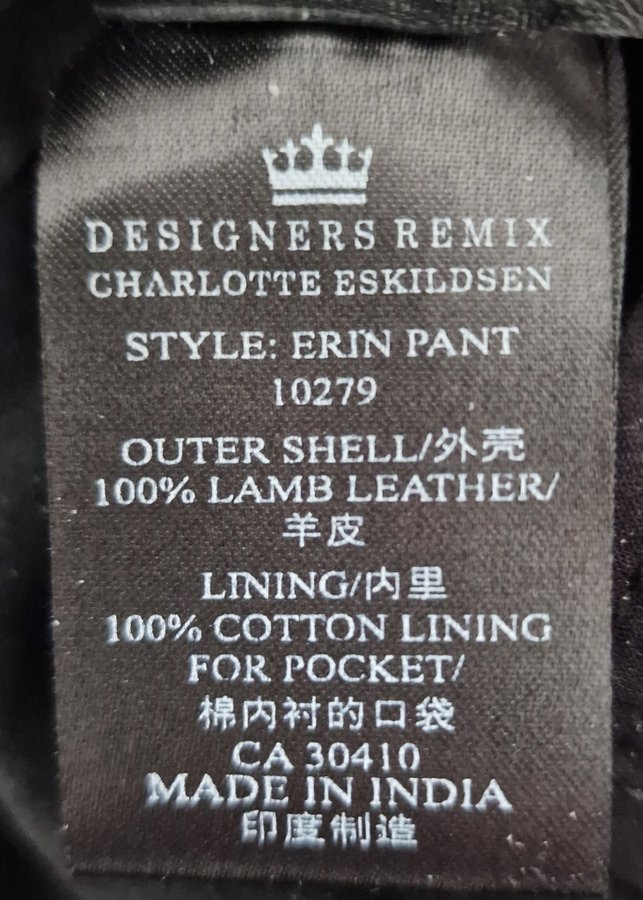 DESIGNERS REMIX
CHARLOTTE ESKILDSEN
STYLE: ERIN PANT
10279
OUTER SHELL/外壳
100% LAMB LEATHER/
羊皮
LINING/内里
100% COTTON LINING
FOR POCKET/
棉内衬的口袋
CA 30410
MADE IN INDIA
印度制造